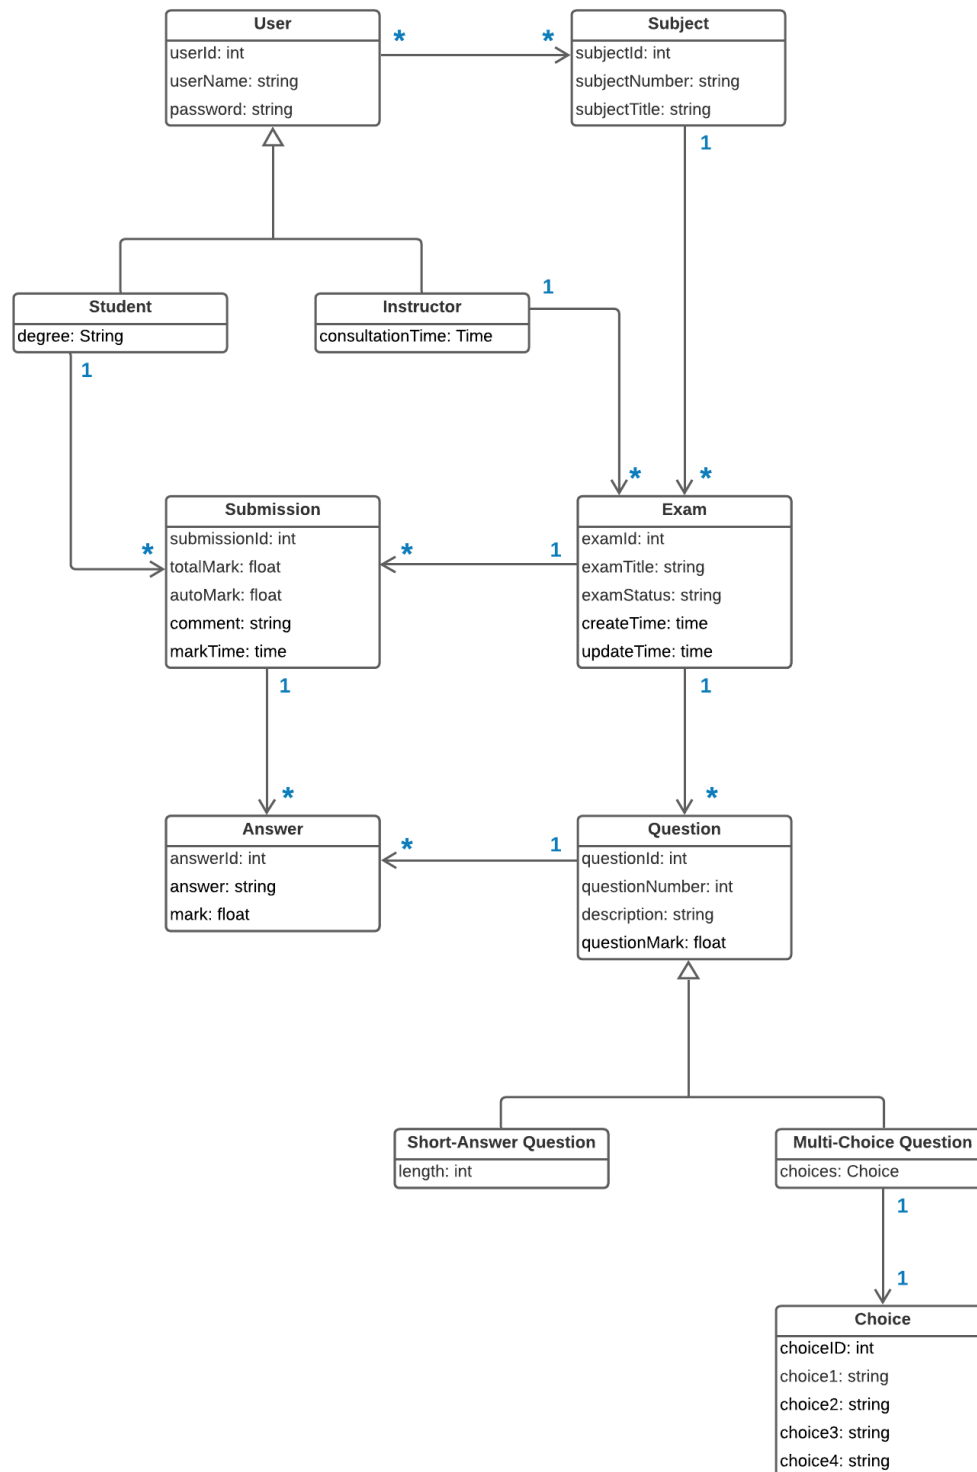 User
userId: int
userName: string
password: string
* *
Subject
subjectId: int
subjectNumber: string
subjectTitle: string
1
Student
degree: String
1
Instructor
consultationTime: Time
1
*
*
Submission
submissionId: int
totalMark: float
autoMark: float
comment: string
markTime: time
*
* 1
Exam
examId: int
examTitle: string
examStatus: string
createTime: time
updateTime: time
1
1
*
*
Answer
answerId: int
answer: string
mark: float
* 1
Question
questionId: int
questionNumber: int
description: string
questionMark: float
Short-Answer Question
length: int
Multi-Choice Question
choices: Choice
1
1
Choice
choiceID: int
choice1: string
choice2: string
choice3: string
choice4: string